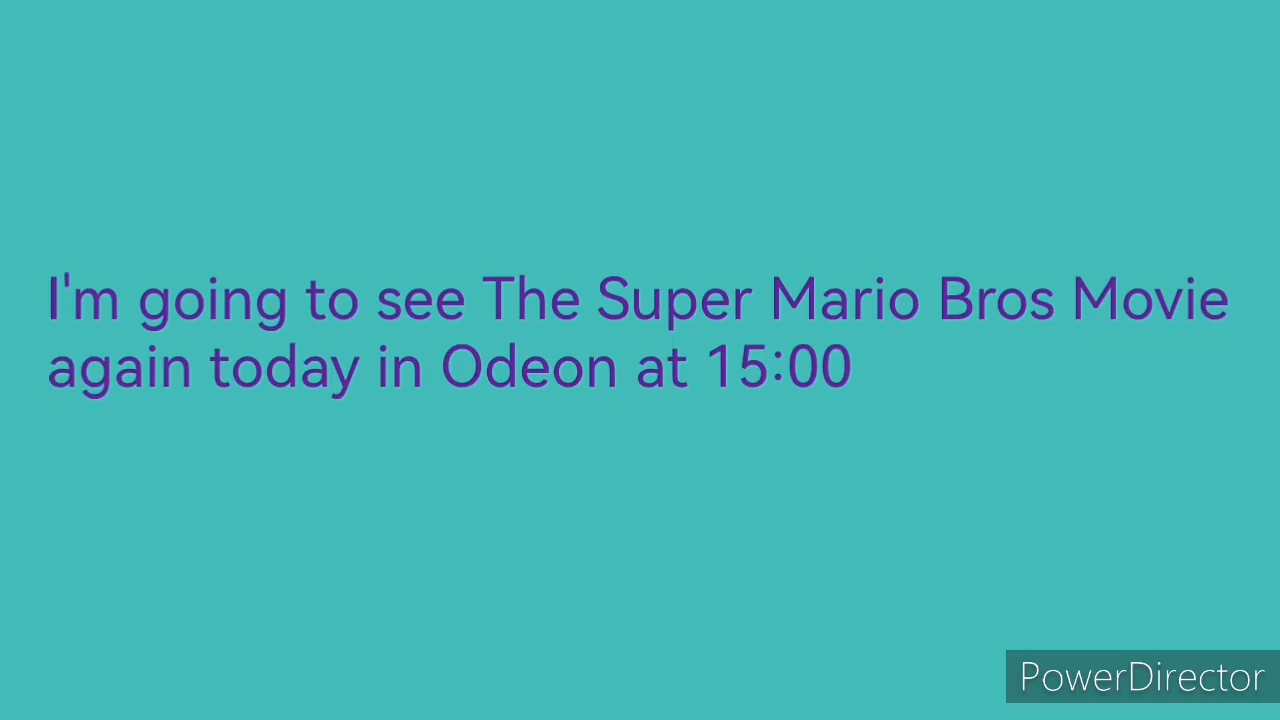 I'm going to see The Super Mario Bros Movie
again today in Odeon at 15:00
PowerDirector